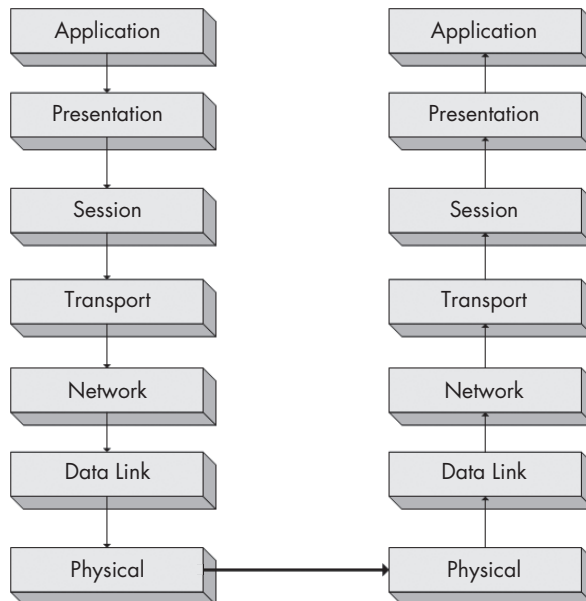 Application
Presentation
Session
Transport
Network
Data Link
Physical
Application
Presentation
Session
Transport
Network
Data Link
Physical